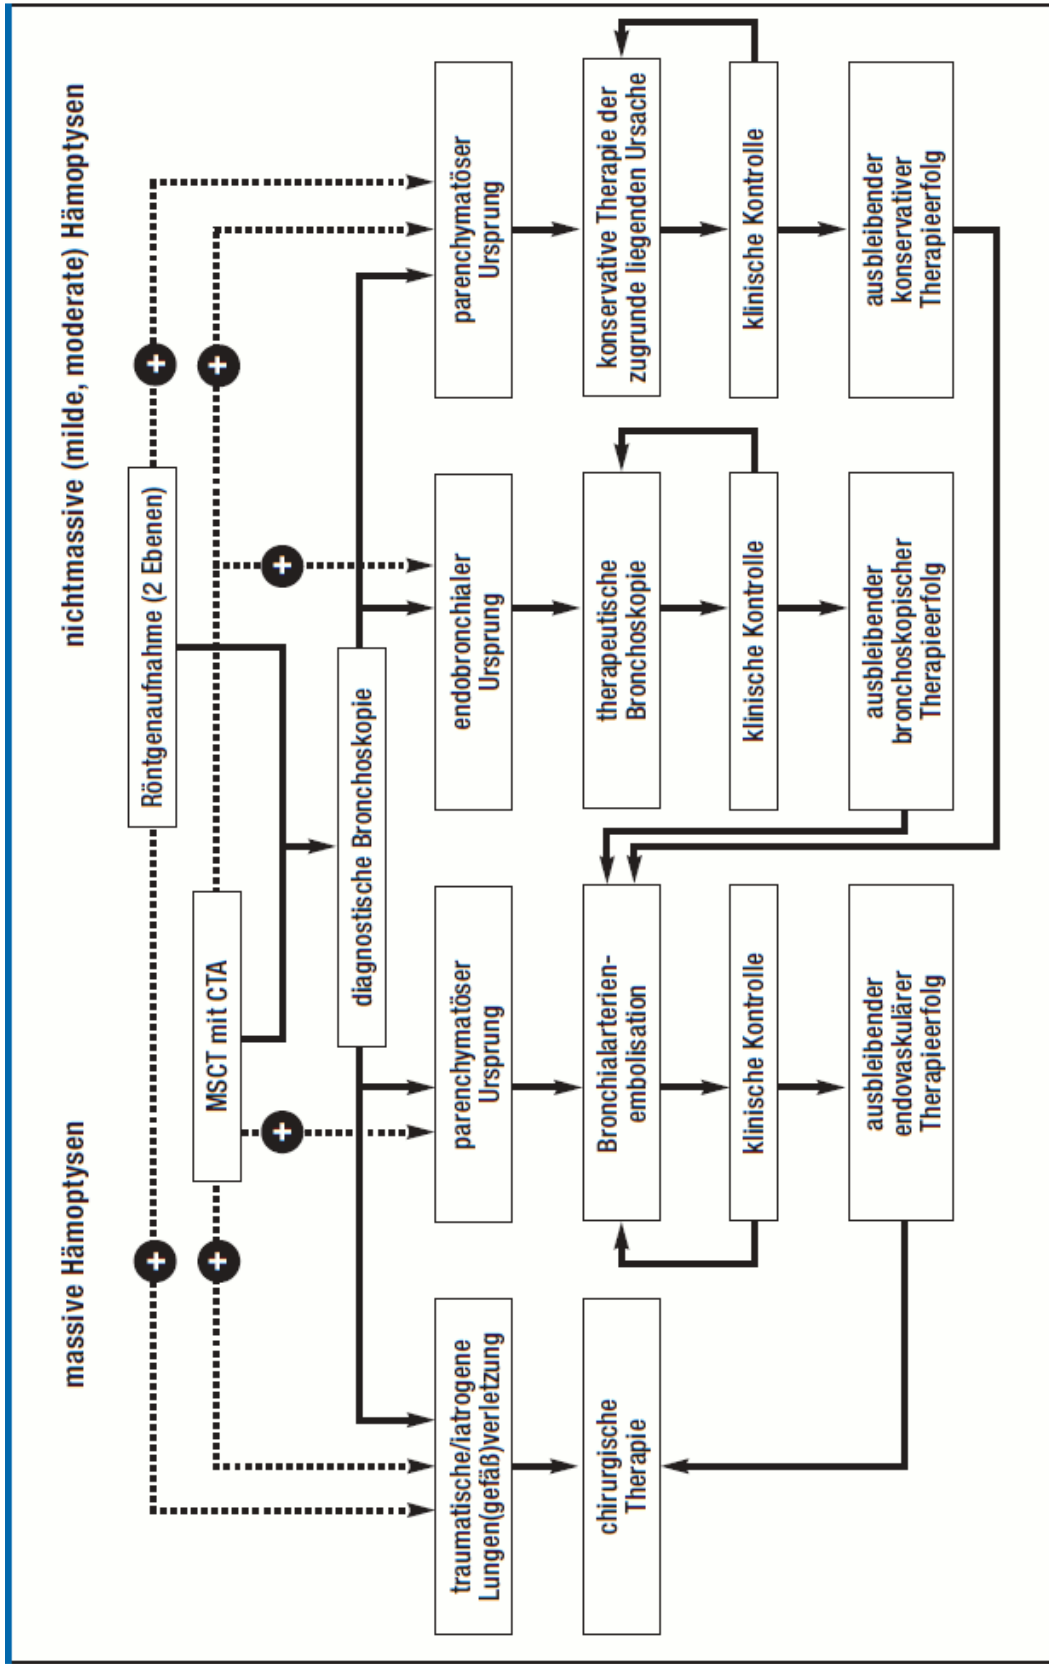 massive Hämoptysen
nichtmassive (milde, moderate) Hämoptysen
Röntgenaufnahme (2 Ebenen)
+
+
MSCT mit CTA
+
+
+
+
diagnostische Bronchoskopie
traumatische/iatrogene
Lungen(gefäß)verletzung
parenchymatöser
Ursprung
endobronchialer
Ursprung
parenchymatöser
Ursprung
chirurgische
Therapie
Bronchialarterien-
embolisation
therapeutische
Bronchoskopie
konservative Therapie der
zugrunde liegenden Ursache
klinische Kontrolle
klinische Kontrolle
klinische Kontrolle
ausbleibender
endovaskulärer
Therapieerfolg
ausbleibender
bronchoskopischer
Therapieerfolg
ausbleibender
konservativer
Therapieerfolg